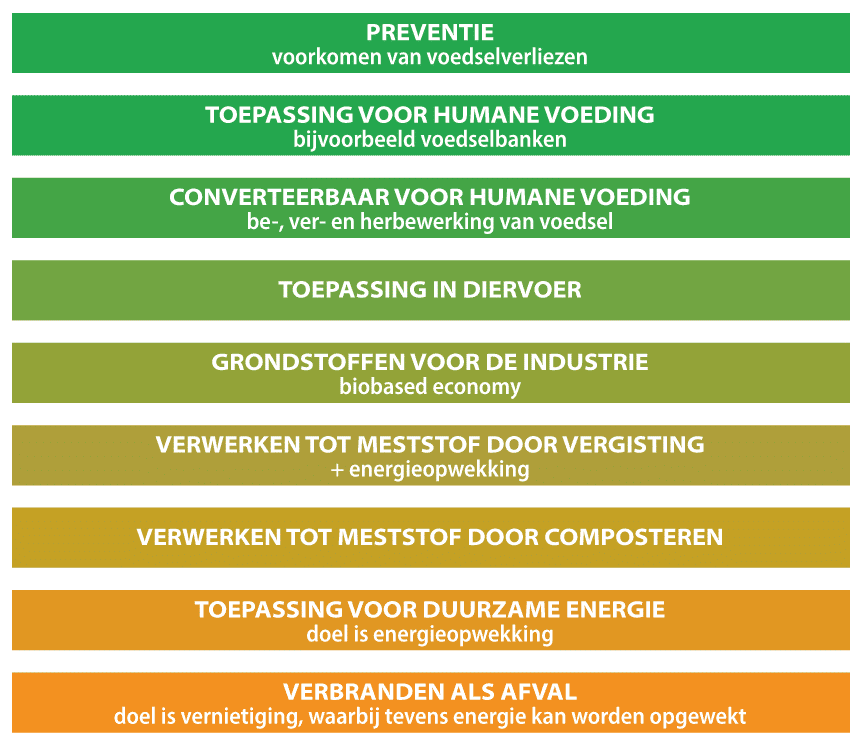 PREVENTIE
voorkomen van voedselverliezen
TOEPASSING VOOR HUMANE VOEDING
bijvoorbeeld voedselbanken
CONVERTEERBAAR VOOR HUMANE VOEDING
be-, ver- en herbewerking van voedsel
TOEPASSING IN DIERVOER
GRONDSTOFFEN VOOR DE INDUSTRIE
biobased economy
VERWERKEN TOT MESTSTOF DOOR VERGISTING
+ energieopwekking
VERWERKEN TOT MESTSTOF DOOR COMPOSTEREN
TOEPASSING VOOR DUURZAME ENERGIE
doel is energieopwekking
VERBRANDEN ALS AFVAL
doel is vernietiging, waarbij tevens energie kan worden opgewekt